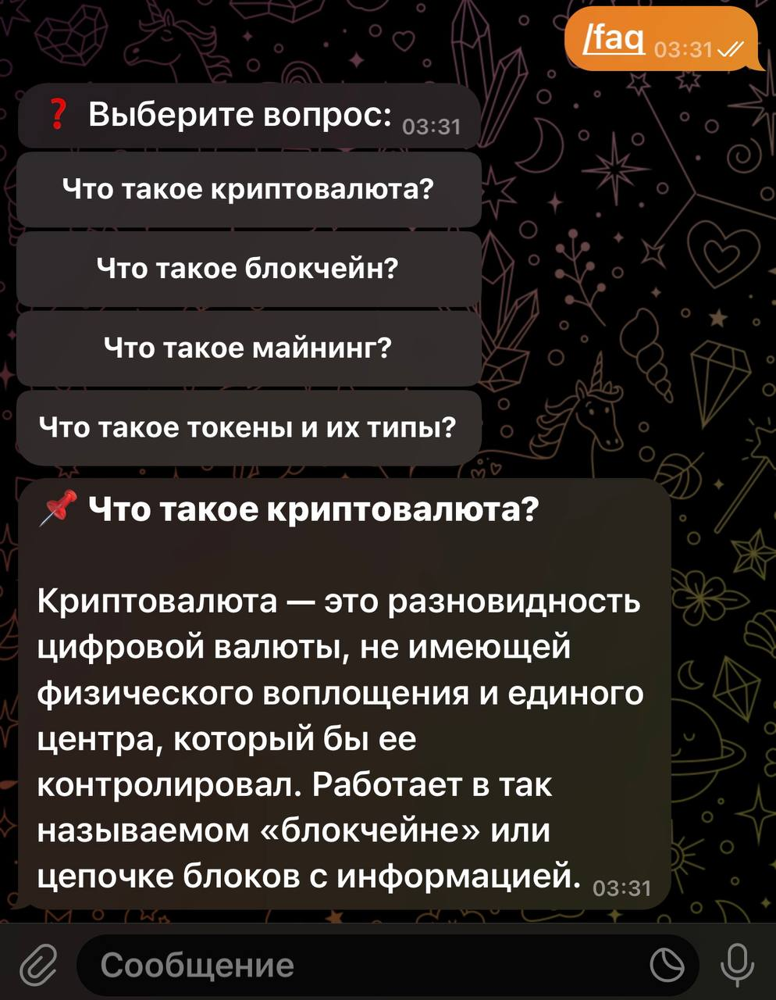 /faq 03:31
❓ Выберите вопрос: 03:31
Что такое криптовалюта?
Что такое блокчейн?
Что такое майнинг?
Что такое токены и их типы?
📌 Что такое криптовалюта?
Криптовалюта — это разновидность
цифровой валюты, не имеющей
физического воплощения и единого
центра, который бы ее
контролировал. Работает в так
называемом «блокчейне» или
цепочке блоков с информацией. 03:31
Сообщение